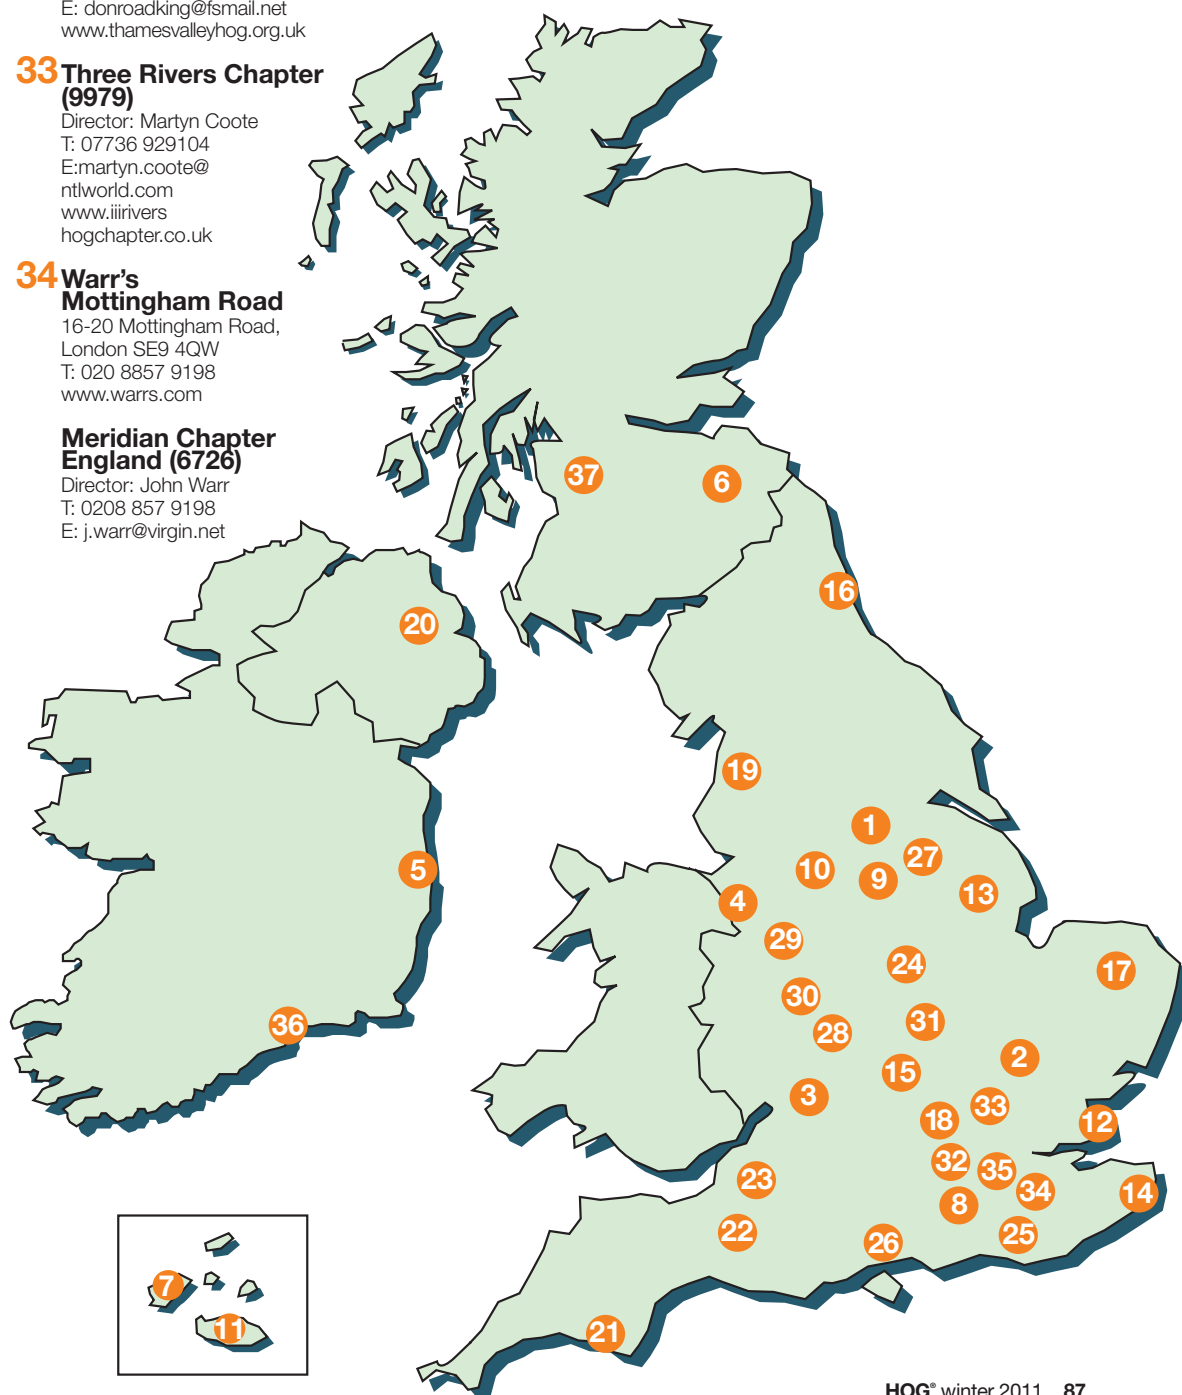 E: donroadking@fsmail.net
www.thamesvalleyhog.org.uk
33 Three Rivers Chapter
(9979)
Director: Martyn Coote
T: 07736 929104
E:martyn.coote@
ntlworld.com
www.iiirivers
hogchapter.co.uk
34 Warr's
Mottingham Road
16-20 Mottingham Road,
London SE9 4QW
T: 020 8857 9198
www.warrs.com
Meridian Chapter
England (6726)
Director: John Warr
T: 0208 857 9198
E: j.warr@virgin.net
37
6
16
20
19
1
27
10
9
5
13
4
29
24
17
30
31
36
28
2
15
3
33
18
12
32
35
23
34
14
8
22
25
26
7
11
21
HOG® winter 2011 87